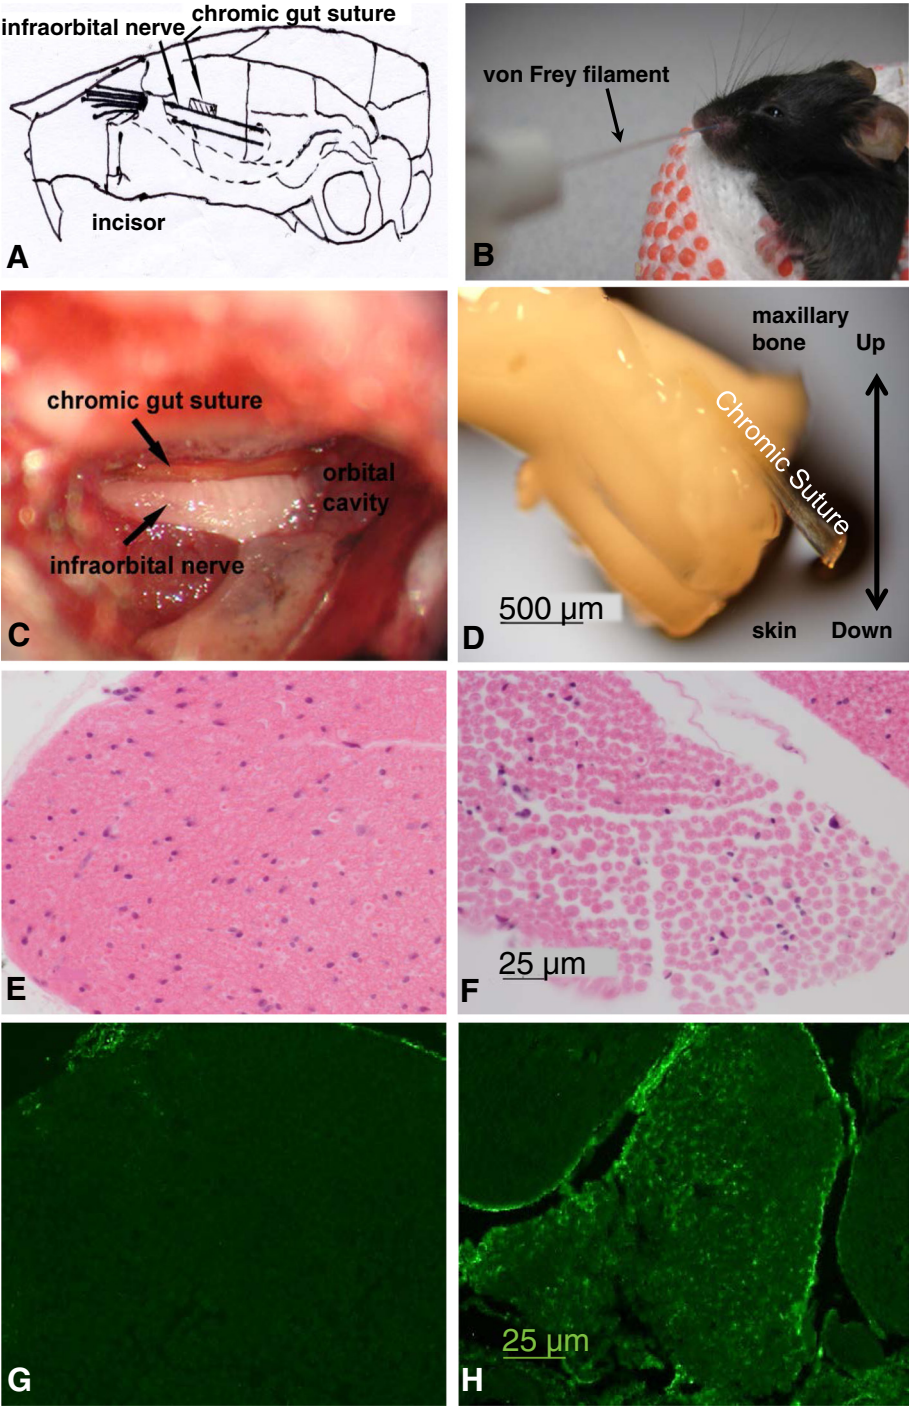 chromic gut suture
infraorbital nerve
incisor
A
von Frey filament
B
chromic gut suture
orbital
cavity
infraorbital nerve
C
maxillary
bone
Up
Chromic Suture
500 µm
skin
Down
D
E
25 µm
F
G
25 µm
H